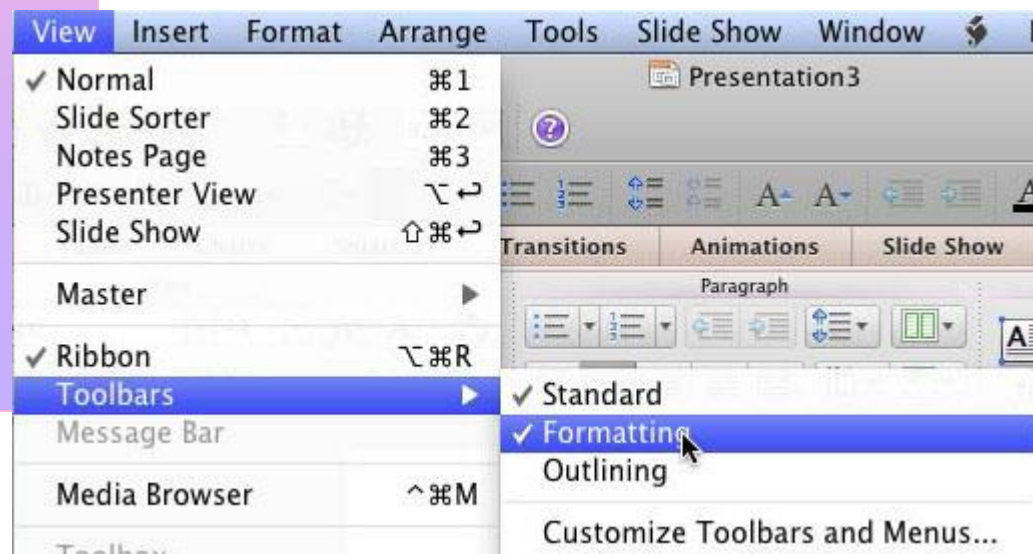 View Insert Format Arrange Tools Slide Show Window
Presentation3
✓ Normal ⌘1
Slide Sorter ⌘2
Notes Page ⌘3
Presenter View ⌥↩
Slide Show ⇧⌘↩
Transitions Animations Slide Show
Master ▶
Paragraph
✓ Ribbon ⌥⌘R
Toolbars ▶
✓ Standard
Message Bar
✓ Formatting
Outlining
Media Browser ^⌘M
Customize Toolbars and Menus...
Toolbox